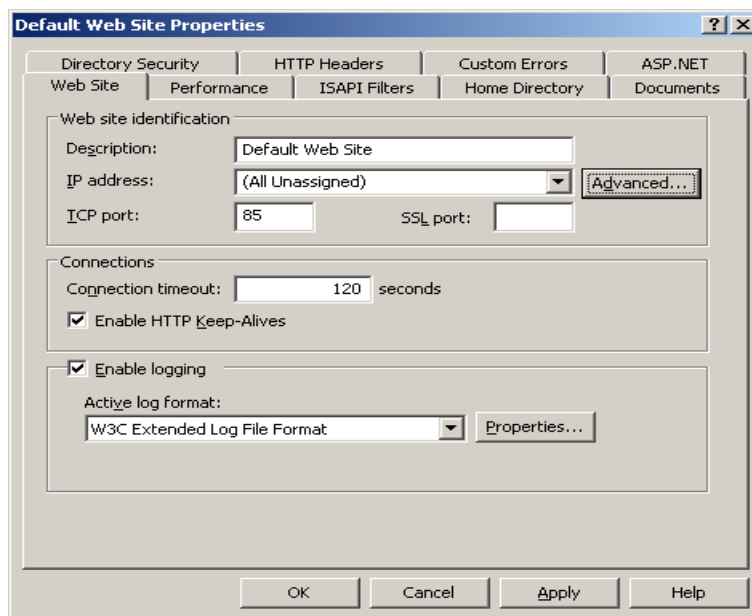 Default Web Site Properties
Directory Security HTTP Headers Custom Errors ASP.NET
Web Site Performance ISAPI Filters Home Directory Documents
Web site identification
Description: Default Web Site
IP address: (All Unassigned) Advanced...
TCP port: 85 SSL port:
Connections
Connection timeout: 120 seconds
Enable HTTP Keep-Alives
Enable logging
Active log format:
W3C Extended Log File Format Properties...
OK Cancel Apply Help